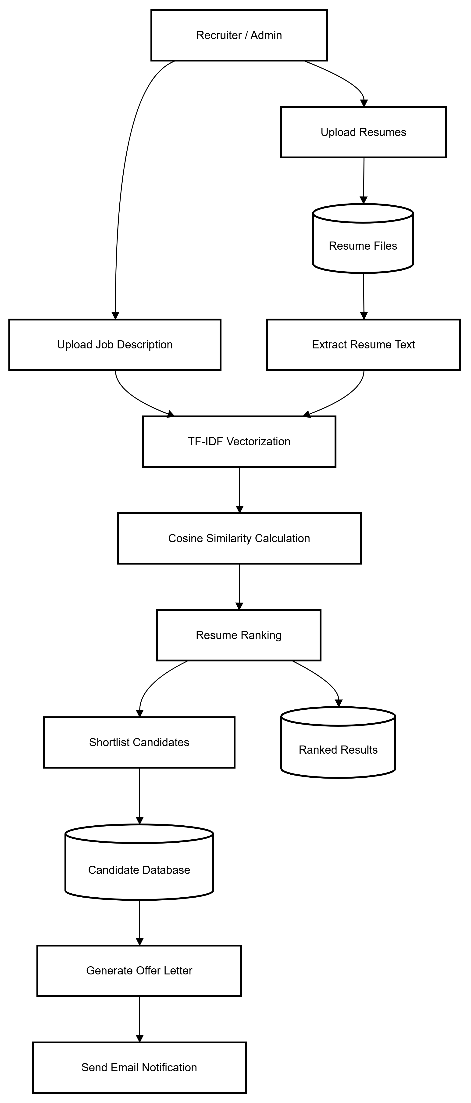 Recruiter / Admin
Upload Resumes
Resume Files
Upload Job Description
Extract Resume Text
TF-IDF Vectorization
Cosine Similarity Calculation
Resume Ranking
Shortlist Candidates
Ranked Results
Candidate Database
Generate Offer Letter
Send Email Notification